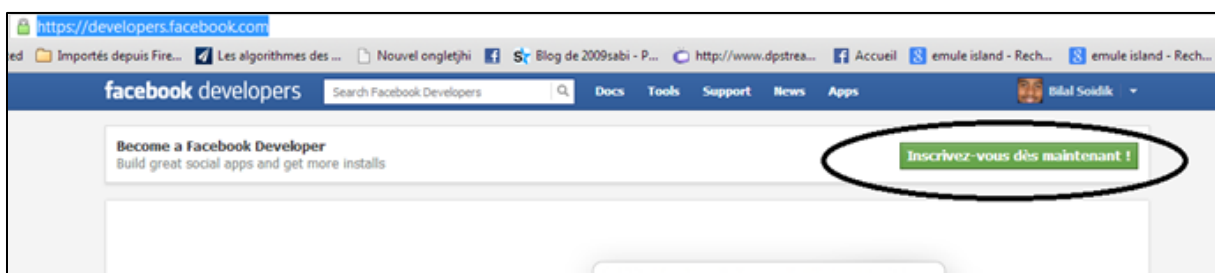 https://developers.facebook.com
ed Importés depuis Fire... Les algorithmes des ... Nouvel ongletjhi Blog de 2009sabi - P... http://www.dpstrea... Accueil emule island - Rech... emule island - Rech...
facebook developers Search Facebook Developers Docs Tools Support News Apps Bilal Soidik
Become a Facebook Developer
Build great social apps and get more installs
Inscrivez-vous dès maintenant !